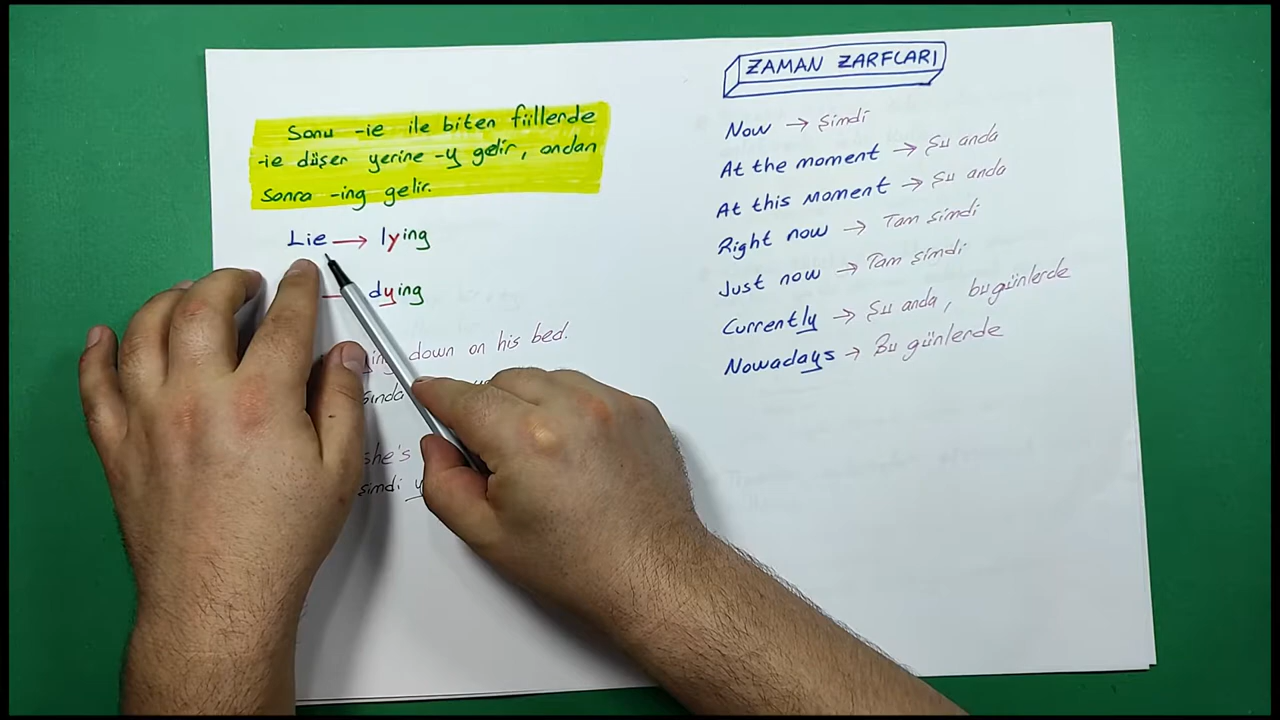 Sonu -ie ile biten fiillerde
-ie düşer yerine -y gelir, ondan
Sonra -ing gelir.
Lie → lying
→ dying
down on his bed.
she's
şimdi
ZAMAN ZARFLARI
Now → Şimdi
At the moment → Şu anda
At this Moment → Şu anda
Right now → Tam şimdi
Just now → Tam şimdi
Currently → Şu anda, bugünlerde
Nowadays → Bu günlerde